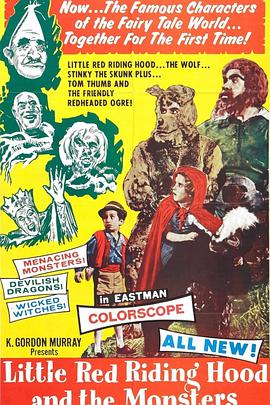 Now...The Famous Characters
of the Fairy Tale World...
Together For The First Time!
LITTLE RED RIDING HOOD...THE WOLF...
STINKY THE SKUNK PLUS...
TOM THUMB AND
THE FRIENDLY
REDHEADED OGRE!
MENACING
MONSTERS!
DEVILISH
DRAGONS!
WICKED
WITCHES!
in EASTMAN
COLORSCOPE
K. GORDON MURRAY
Presents
ALL NEW!
Little Red Riding Hood
and the Monsters